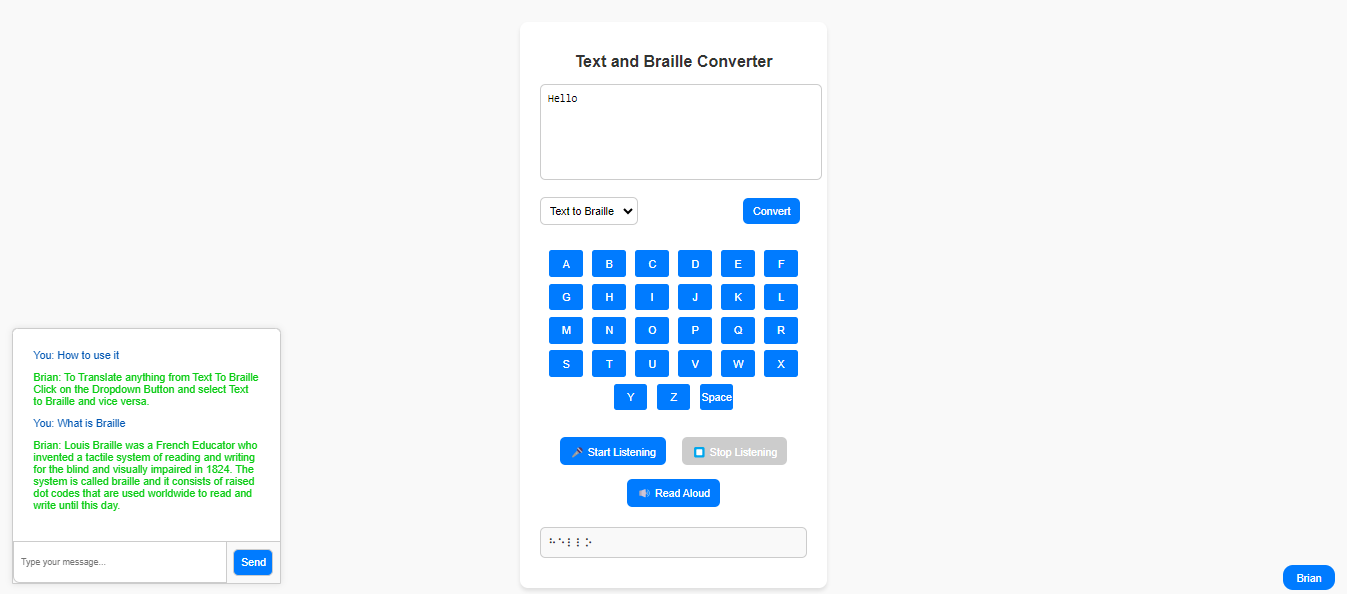 Text and Braille Converter
Hello
Text to Braille
Convert
A B C D E F
G H I J K L
M N O P Q R
S T U V W X
Y Z Space
Start Listening
Stop Listening
Read Aloud
⠓⠑⠇⠇⠕
You: How to use it
Brian: To Translate anything from Text To Braille
Click on the Dropdown Button and select Text
to Braille and vice versa.
You: What is Braille
Brian: Louis Braille was a French Educator who
invented a tactile system of reading and writing
for the blind and visually impaired in 1824. The
system is called braille and it consists of raised
dot codes that are used worldwide to read and
write until this day.
Type your message...
Send
Brian